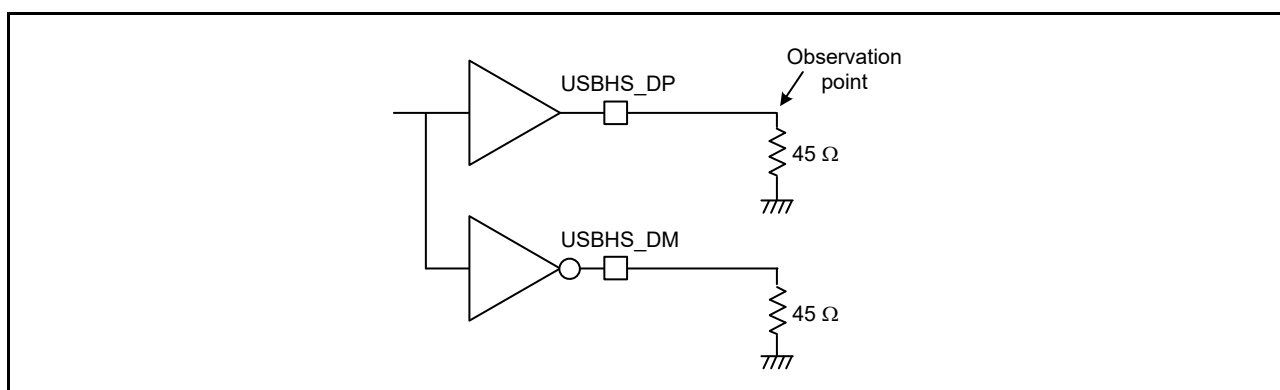 Observation
point
USBHS_DP
45 Ω
USBHS_DM
45 Ω